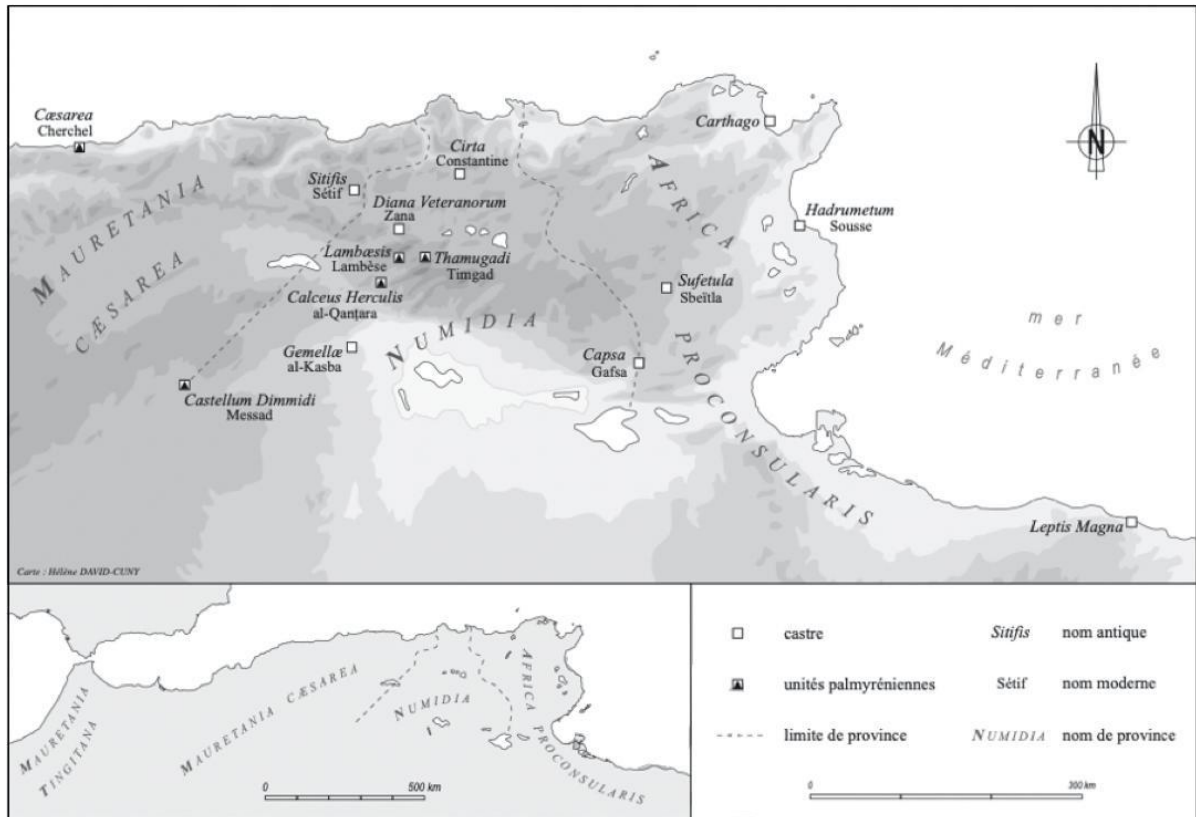 Cæsarea
Cherchel
Carthago
Cirta
Constantine
Sitifis
Sétif
Diana Veteranorum
Zana
Hadrumetum
Sousse
Lambæsis
Lambèse
Thamugadi
Timgad
Calceus Herculis
al-Qanṭara
Sufetula
Sbeïtla
Gemellæ
al-Kasba
Capsa
Gafsa
Castellum Dimmidi
Messad
Leptis Magna
MAURETANIA
CÆSAREA
NUMIDIA
AFRICA
PROCONSULARIS
mer
Méditerranée
N
Carte : Hélène DAVID-CUNY
MAURETANIA
TINGITANA
MAURETANIA CÆSAREA
NUMIDIA
AFRICA PROCONSULARIS
0 500 km
castre
unités palmyréniennes
limite de province
Sitifis nom antique
Sétif nom moderne
NUMIDIA nom de province
0 300 km